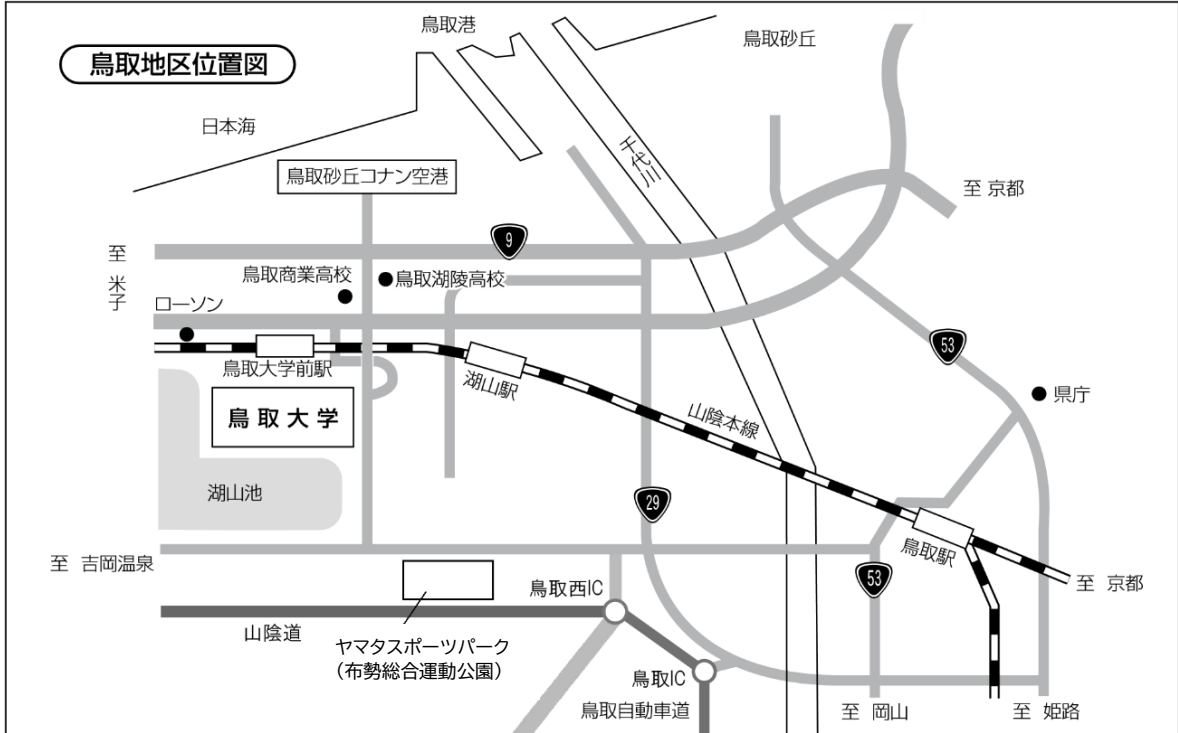 鳥取港
鳥取砂丘
鳥取地区位置図
日本海
千代川
鳥取砂丘コナン空港
至 京都
9
至 米子
鳥取商業高校
鳥取湖陵高校
ローソン
53
鳥取大学前駅
湖山駅
県庁
鳥取大学
山陰本線
湖山池
29
鳥取駅
至 吉岡温泉
53
至 京都
鳥取西IC
山陰道
ヤマタスポーツパーク
（布勢総合運動公園）
鳥取IC
鳥取自動車道
至 岡山
至 姫路